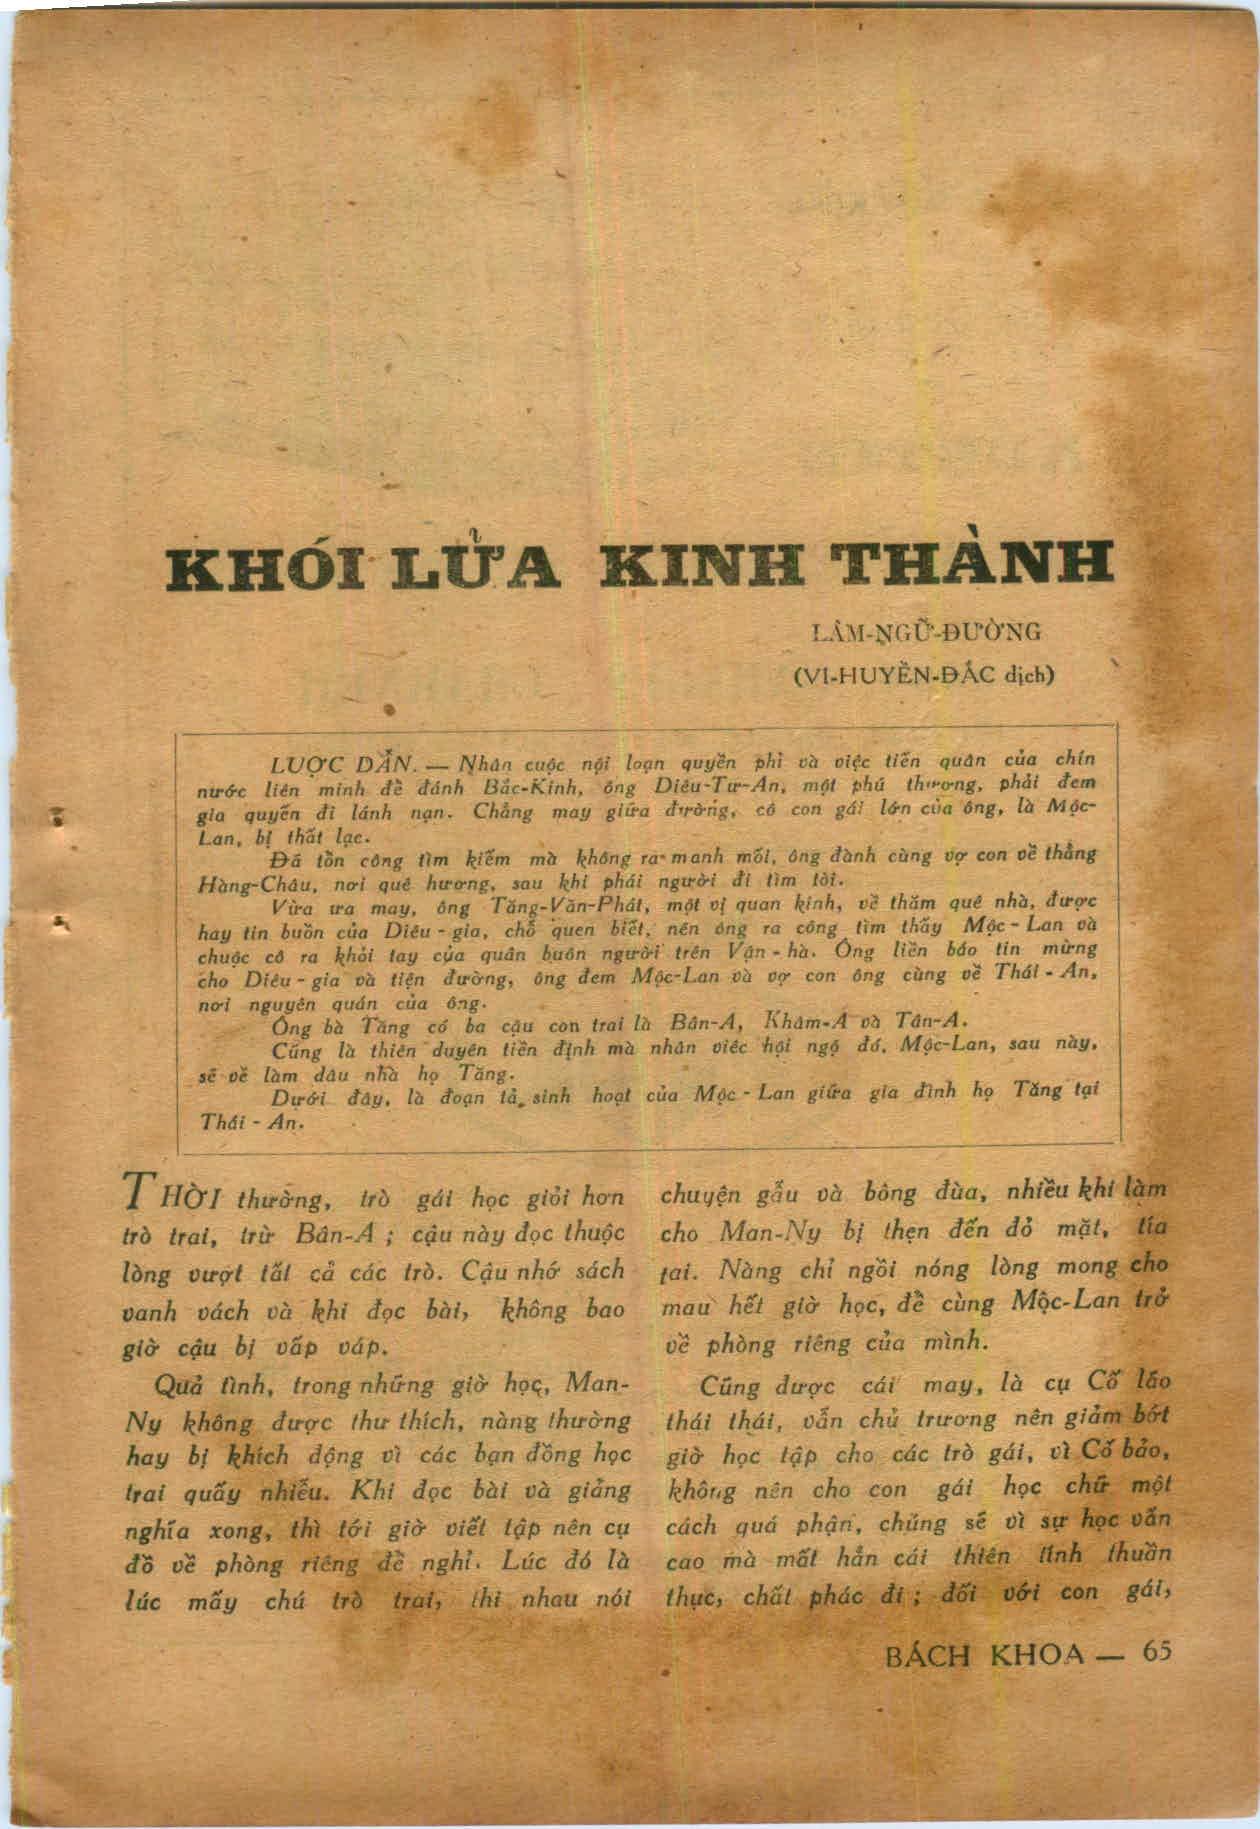 KHÓI LỬA KINH THÀNH
LÂM-NGỮ-ĐƯỜNG
(VI-HUYỀN-ĐẮC dịch)
LƯỢC DẪN. — Nhân cuộc nội loạn quyền phỉ và việc tiến quân của chín
nước liên minh để đánh Bắc-Kinh, ông Diêu-Tư-An, một phú thương, phải đem
gia quyến đi lánh nạn. Chẳng may giữa đường, cô con gái lớn của ông, là Mộc-
Lan, bị thất lạc.
Đã tốn công tìm kiếm mà không ra manh mối, ông đành cùng vợ con về thẳng
Hàng-Châu, nơi quê hương, sau khi phái người đi tìm tòi.
Vừa ưa may, ông Tăng-Văn-Phát, một vị quan kinh, về thăm quê nhà, được
hay tin buồn của Diêu - gia, chỗ quen biết, nên ông ra công tìm thấy Mộc - Lan và
chuộc cô ra khỏi tay của quân buôn người trên Vận - hà. Ông liền báo tin mừng
cho Diêu - gia và tiện đường, ông đem Mộc-Lan và vợ con ông cùng về Thái - An,
nơi nguyên quán của ông.
Ông bà Tăng có ba cậu con trai là Bân-A, Khâm-A và Tân-A.
Cũng là thiên duyên tiền định mà nhân việc hội ngộ đó, Mộc-Lan, sau này,
sẽ về làm dâu nhà họ Tăng.
Dưới đây, là đoạn tả sinh hoạt của Mộc - Lan giữa gia đình họ Tăng tại
Thái - An.
THỜI thường, trò gái học giỏi hơn
trò trai, trừ Bân-A ; cậu này đọc thuộc
lòng vượt tất cả các trò. Cậu nhớ sách
vanh vách và khi đọc bài, không bao
giờ cậu bị vấp váp.
Quả tình, trong những giờ học, Man-
Ny không được thư thích, nàng thường
hay bị khích động vì các bạn đồng học
trai quấy nhiễu. Khi đọc bài và giảng
nghĩa xong, thì tới giờ viết tập nên cụ
đồ về phòng riêng để nghỉ. Lúc đó là
lúc mấy chú trò trai, thi nhau nói
chuyện gẫu và bông đùa, nhiều khi làm
cho Man-Ny bị thẹn đến đỏ mặt, tía
tai. Nàng chỉ ngồi nóng lòng mong cho
mau hết giờ học, để cùng Mộc-Lan trở
về phòng riêng của mình.
Cũng được cái may, là cụ Cố lão
thái thái, vẫn chủ trương nên giảm bớt
giờ học tập cho các trò gái, vì Cố bảo,
không nên cho con gái học chữ một
cách quá phận, chúng sẽ vì sự học vấn
cao mà mất hẳn cái thiên tính thuần
thục, chất phác đi ; đối với con gái,
BÁCH KHOA — 65